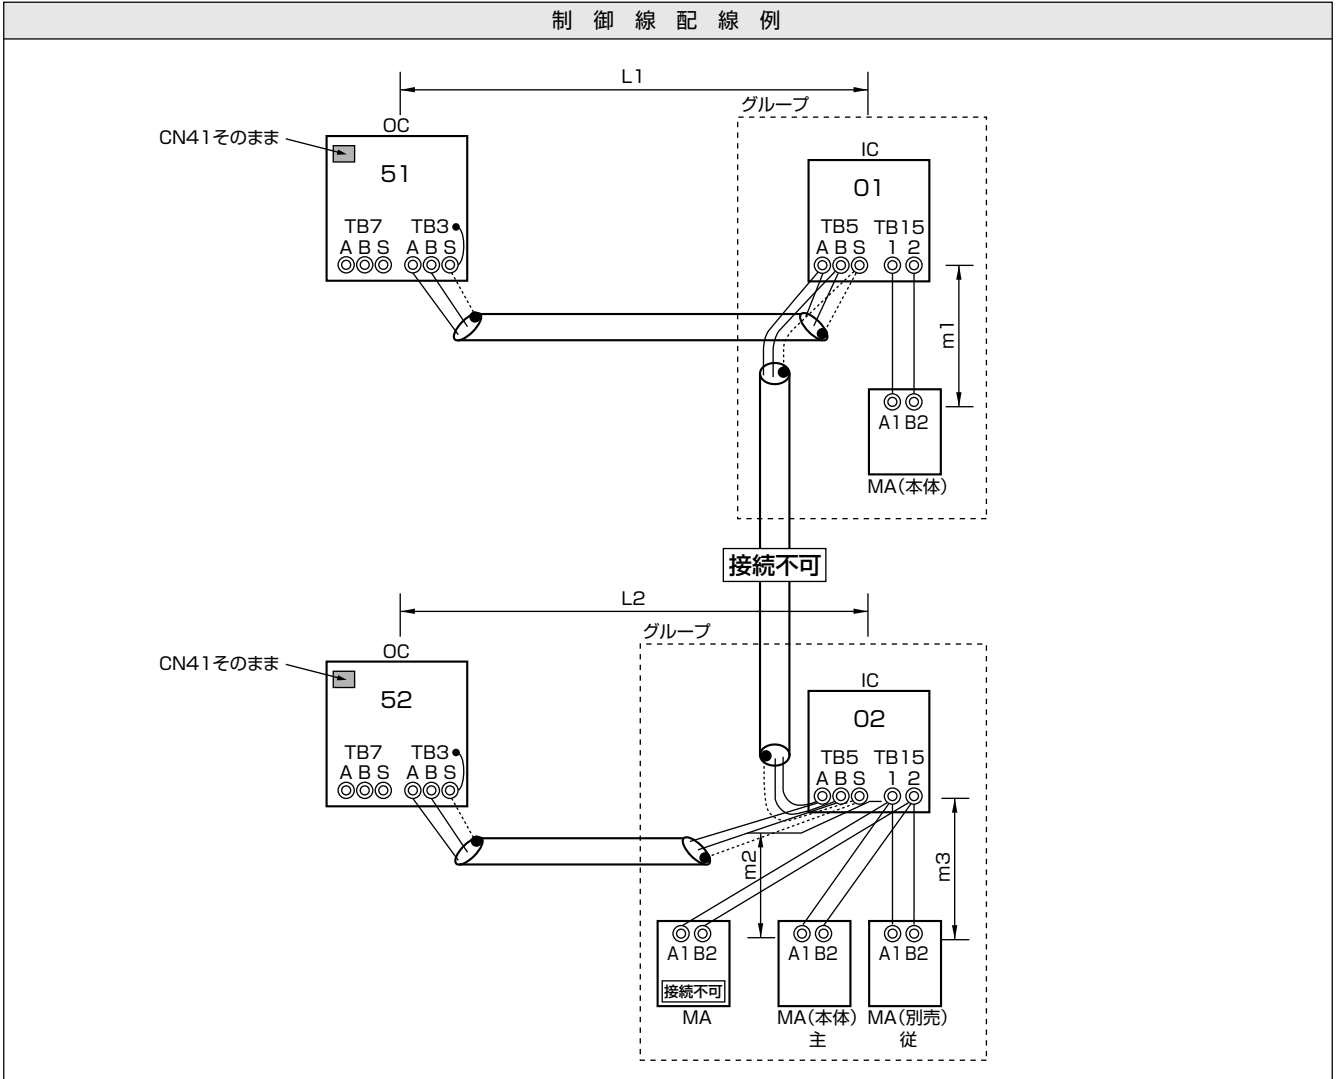 制御線配線例
L1
グループ
OC
CN41そのまま
51
TB7 TB3
A B S A B S
IC
01
TB5 TB15
A B S 1 2
m1
A1 B2
MA(本体)
接続不可
L2
グループ
OC
CN41そのまま
52
TB7 TB3
A B S A B S
IC
02
TB5 TB15
A B S 1 2
m2
m3
A1 B2
接続不可
MA
A1 B2
MA(本体)
主
A1 B2
MA(別売)
従